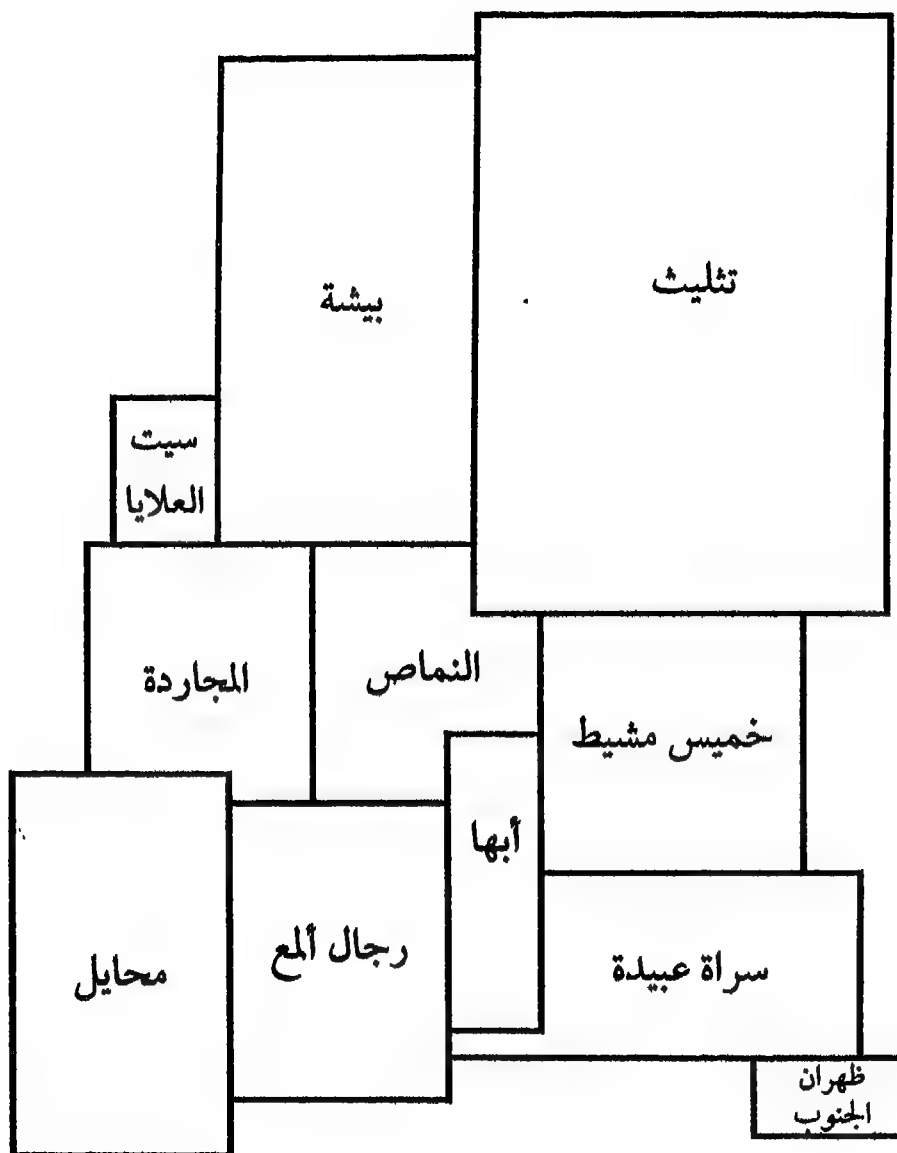 تثليث
بيشة
سيت
العلايا
النماص
المجاردة
خميس مشيط
أبها
رجال ألمع
سراة عبيدة
محايل
ظهران
الجنوب